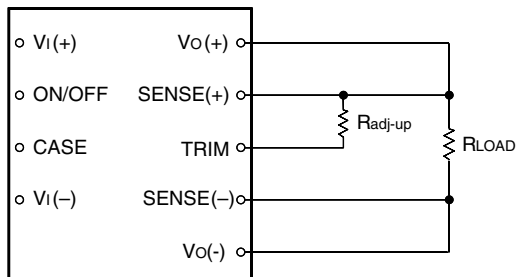 VI(+) VO(+)
ON/OFF SENSE(+)
Radj-up
RLOAD
CASE TRIM
VI(–) SENSE(–)
VO(-)